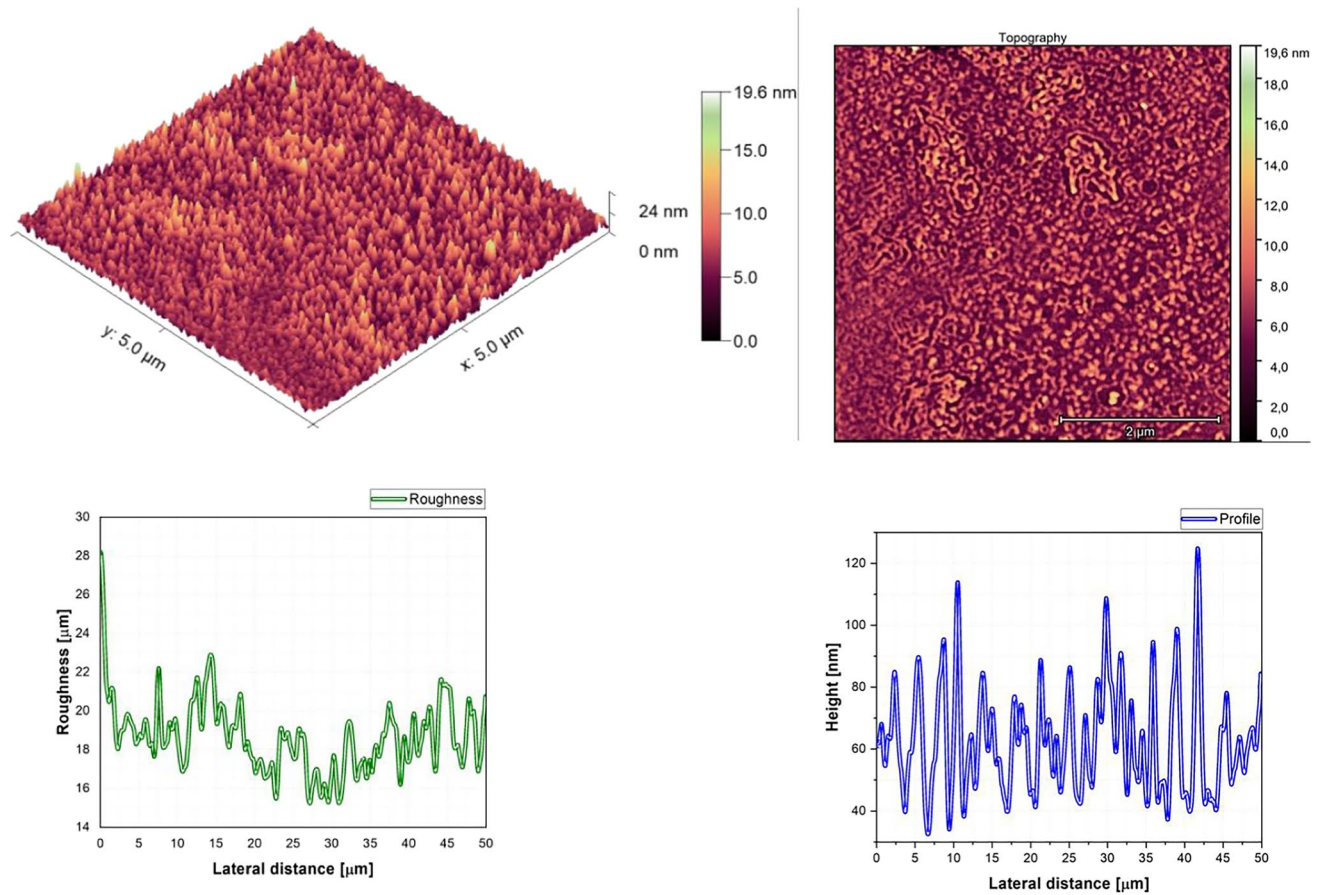 19.6 nm
15.0
10.0
5.0
0.0
24 nm
0 nm
y: 5.0 µm
x: 5.0 µm
Topography
19,6 nm
18,0
16,0
14,0
12,0
10,0
8,0
6,0
4,0
2,0
0,0
2 µm
Roughness
30
28
26
24
22
20
18
16
14
0 5 10 15 20 25 30 35 40 45 50
Roughness [µm]
Lateral distance [µm]
Profile
120
100
80
60
40
0 5 10 15 20 25 30 35 40 45 50
Height [nm]
Lateral distance [µm]